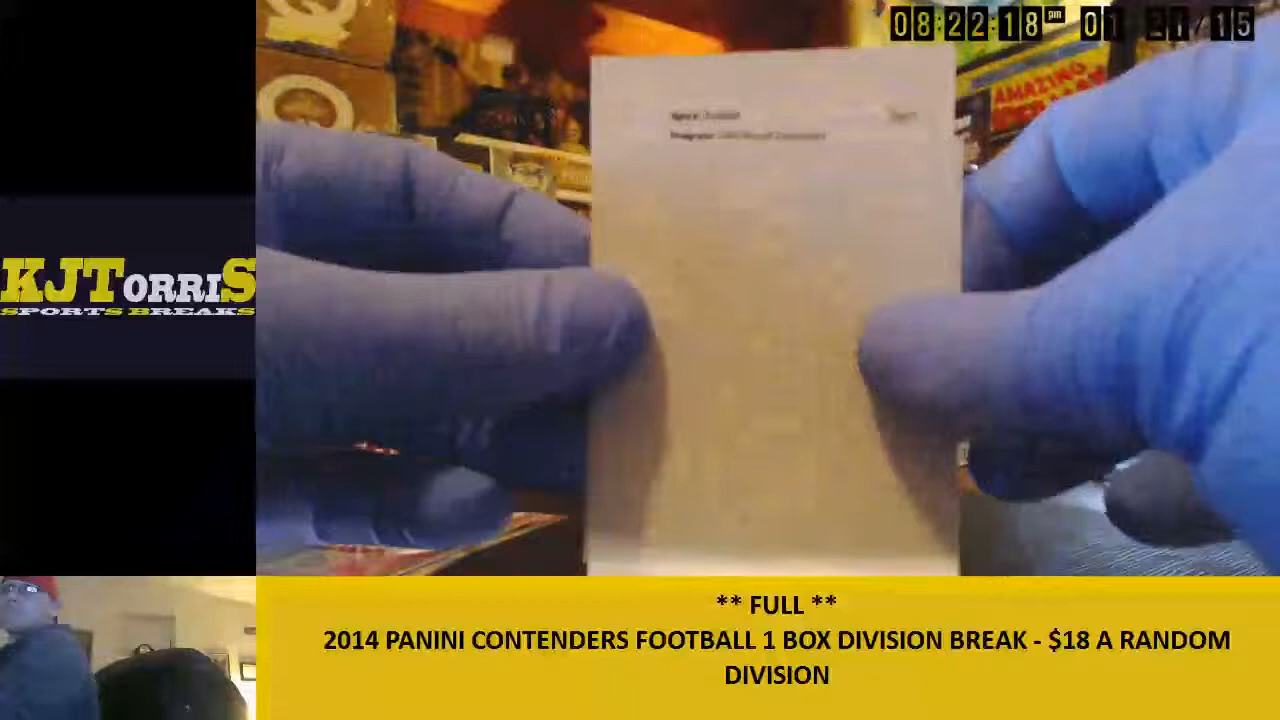 08:22:18 pm 01/21/15
AMAZING
KJTORRIS
SPORTS BREAKS
** FULL **
2014 PANINI CONTENDERS FOOTBALL 1 BOX DIVISION BREAK - $18 A RANDOM
DIVISION